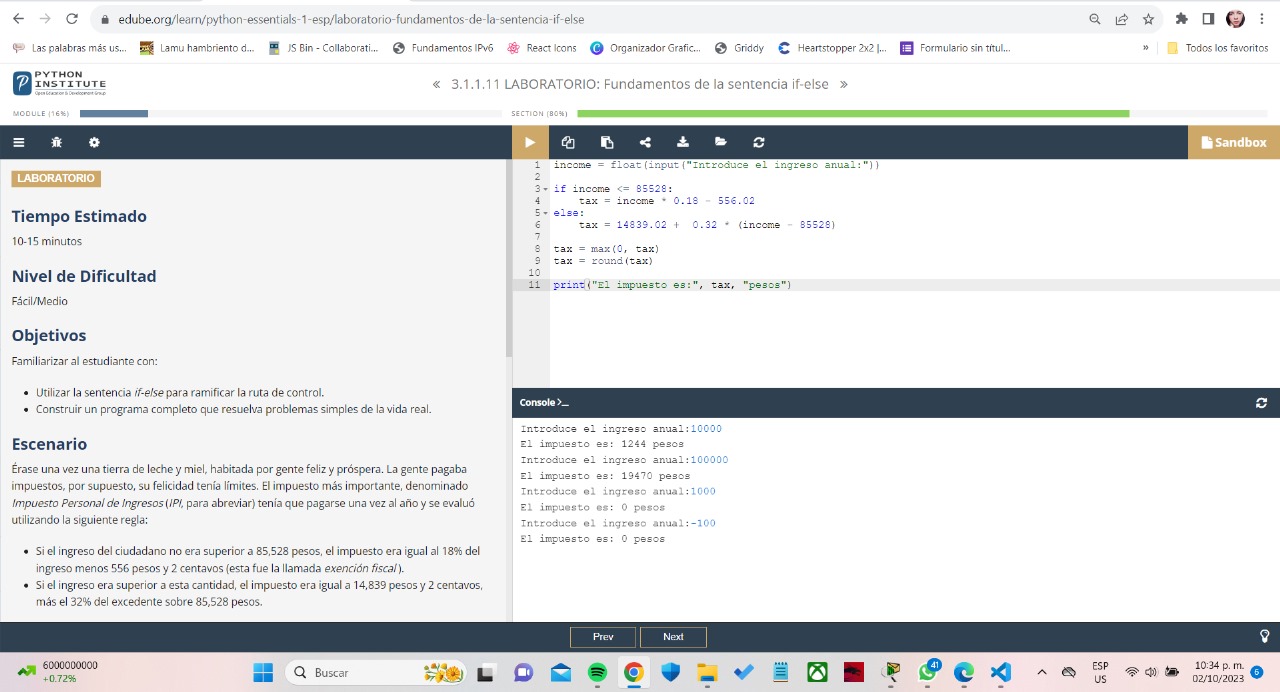 edube.org/learn/python-essentials-1-esp/laboratorio-fundamentos-de-la-sentencia-if-else
Las palabras más us... Lamu hambriento d... JS Bin - Collaborati... Fundamentos IPv6 React Icons Organizador Grafic... Griddy Heartstopper 2x2 |... Formulario sin títul... » Todos los favoritos
PYTHON
INSTITUTE
Open Education & Development Group
« 3.1.1.11 LABORATORIO: Fundamentos de la sentencia if-else »
MODULE (16%) SECTION (80%)
Sandbox
LABORATORIO
Tiempo Estimado
10-15 minutos
Nivel de Dificultad
Fácil/Medio
Objetivos
Familiarizar al estudiante con:
• Utilizar la sentencia if-else para ramificar la ruta de control.
• Construir un programa completo que resuelva problemas simples de la vida real.
Escenario
Érase una vez una tierra de leche y miel, habitada por gente feliz y próspera. La gente pagaba
impuestos, por supuesto, su felicidad tenía límites. El impuesto más importante, denominado
Impuesto Personal de Ingresos (IPI, para abreviar) tenía que pagarse una vez al año y se evaluó
utilizando la siguiente regla:
• Si el ingreso del ciudadano no era superior a 85,528 pesos, el impuesto era igual al 18% del
ingreso menos 556 pesos y 2 centavos (esta fue la llamada exención fiscal ).
• Si el ingreso era superior a esta cantidad, el impuesto era igual a 14,839 pesos y 2 centavos,
más el 32% del excedente sobre 85,528 pesos.
1 income = float(input("Introduce el ingreso anual:"))
2
3 if income <= 85528:
4 tax = income * 0.18 - 556.02
5 else:
6 tax = 14839.02 + 0.32 * (income - 85528)
7
8 tax = max(0, tax)
9 tax = round(tax)
10
11 print("El impuesto es:", tax, "pesos")
Console >_
Introduce el ingreso anual:10000
El impuesto es: 1244 pesos
Introduce el ingreso anual:100000
El impuesto es: 19470 pesos
Introduce el ingreso anual:1000
El impuesto es: 0 pesos
Introduce el ingreso anual:-100
El impuesto es: 0 pesos
Prev Next
6000000000
+0.72%
Buscar
41
ESP
US
10:34 p. m.
02/10/2023
6